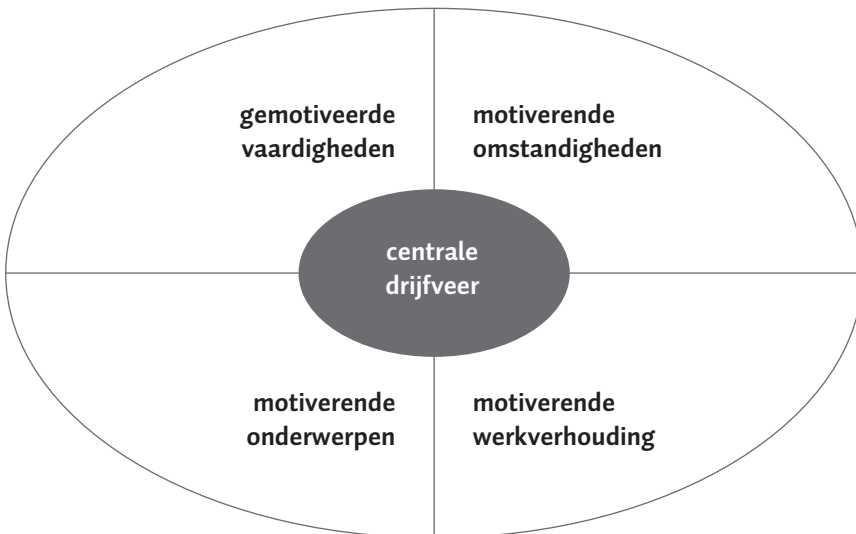 gemotiveerde
vaardigheden
motiverende
omstandigheden
centrale
drijfveer
motiverende
onderwerpen
motiverende
werkverhouding